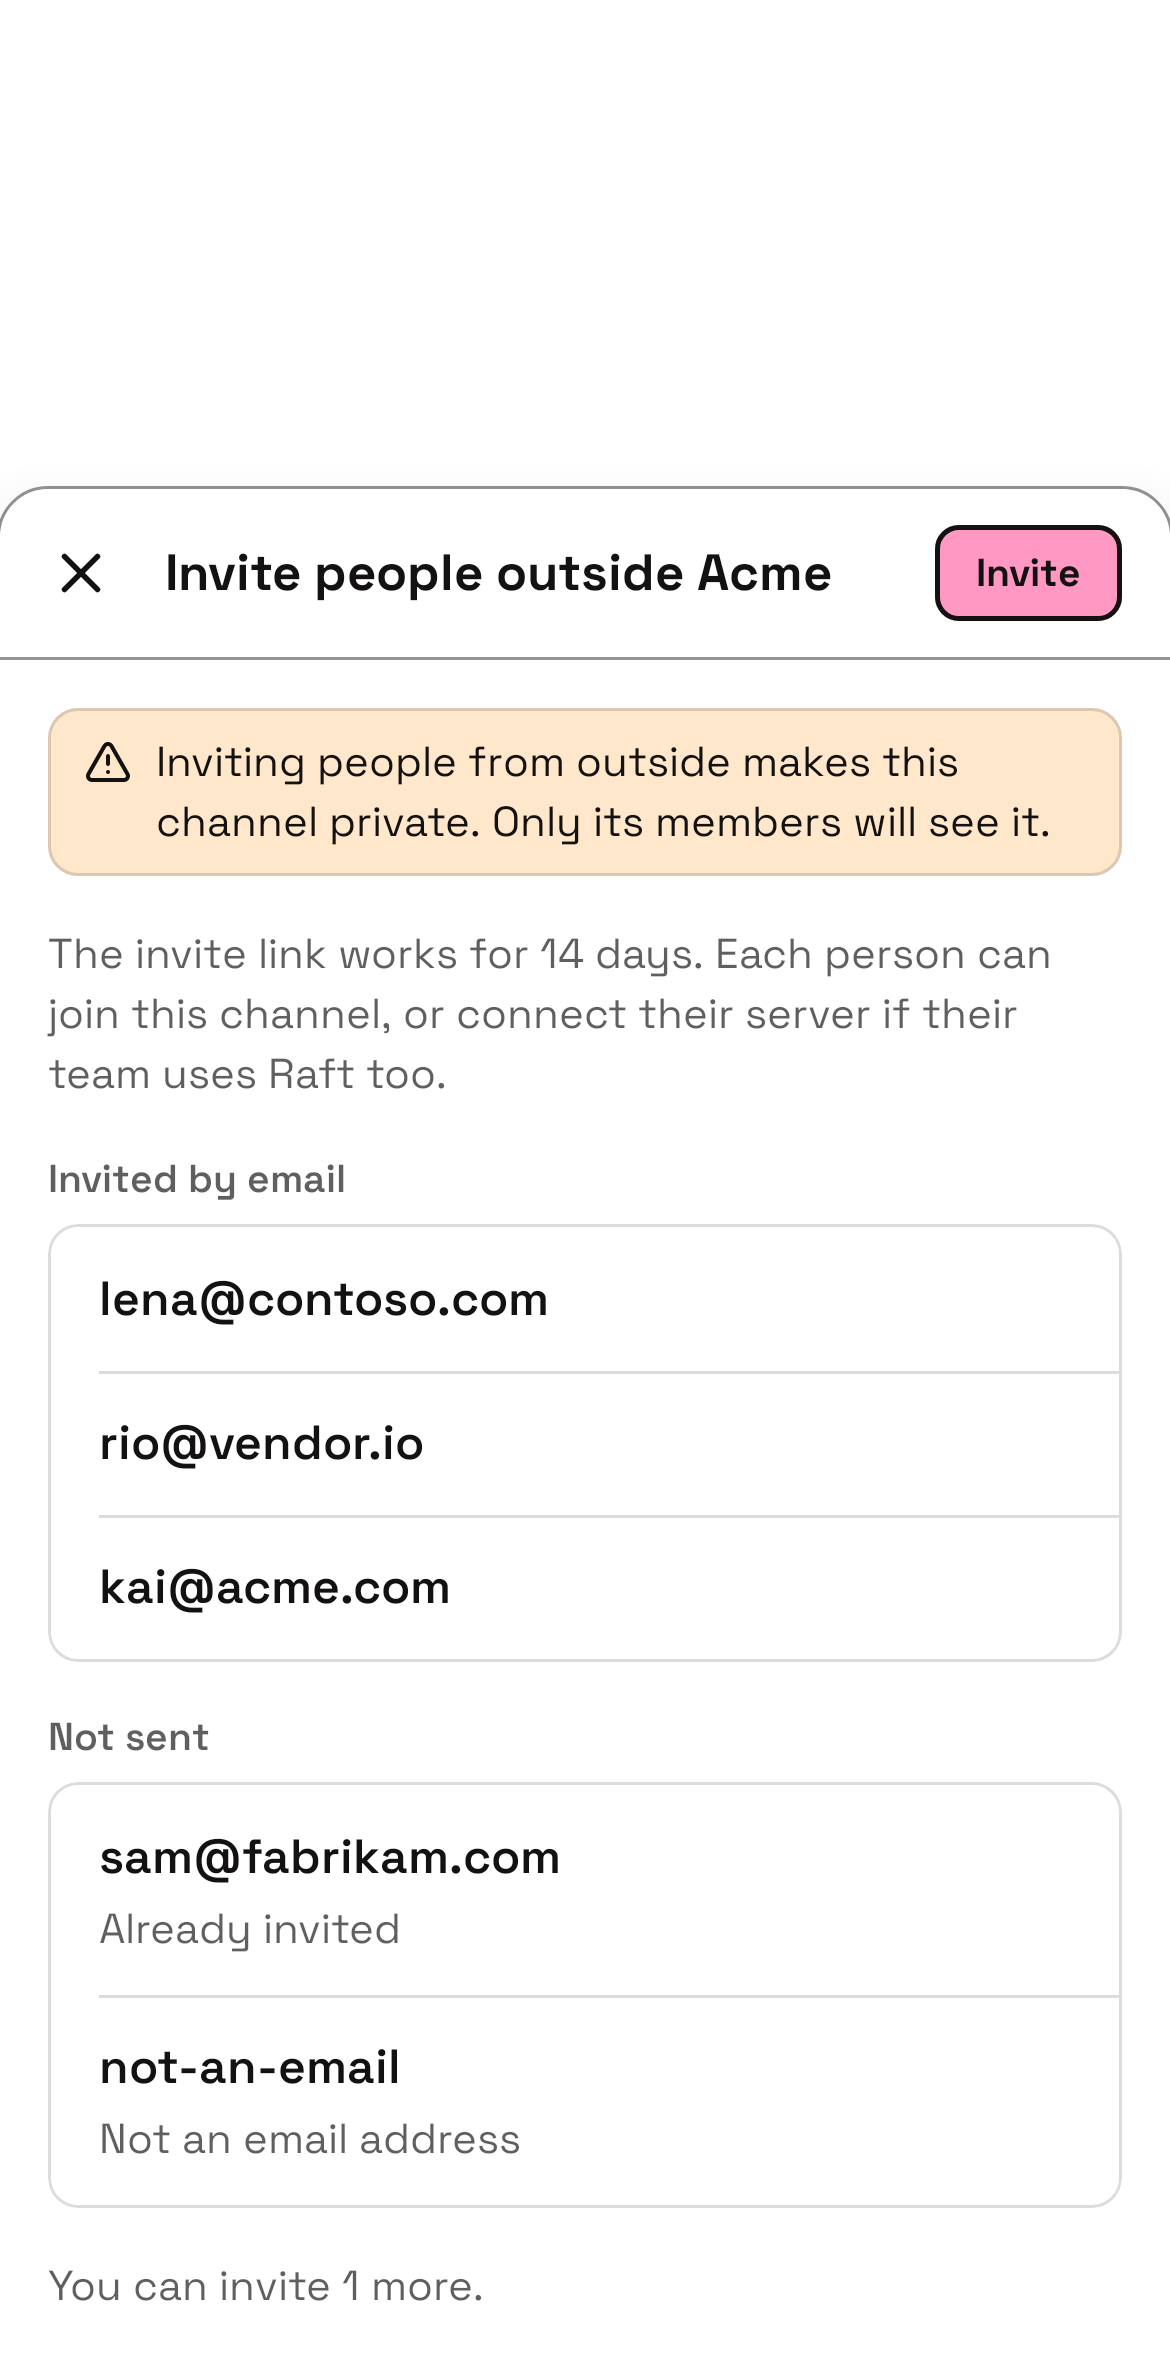 Invite people outside Acme
Invite
Inviting people from outside makes this
channel private. Only its members will see it.
The invite link works for 14 days. Each person can
join this channel, or connect their server if their
team uses Raft too.
Invited by email
lena@contoso.com
rio@vendor.io
kai@acme.com
Not sent
sam@fabrikam.com
Already invited
not-an-email
Not an email address
You can invite 1 more.